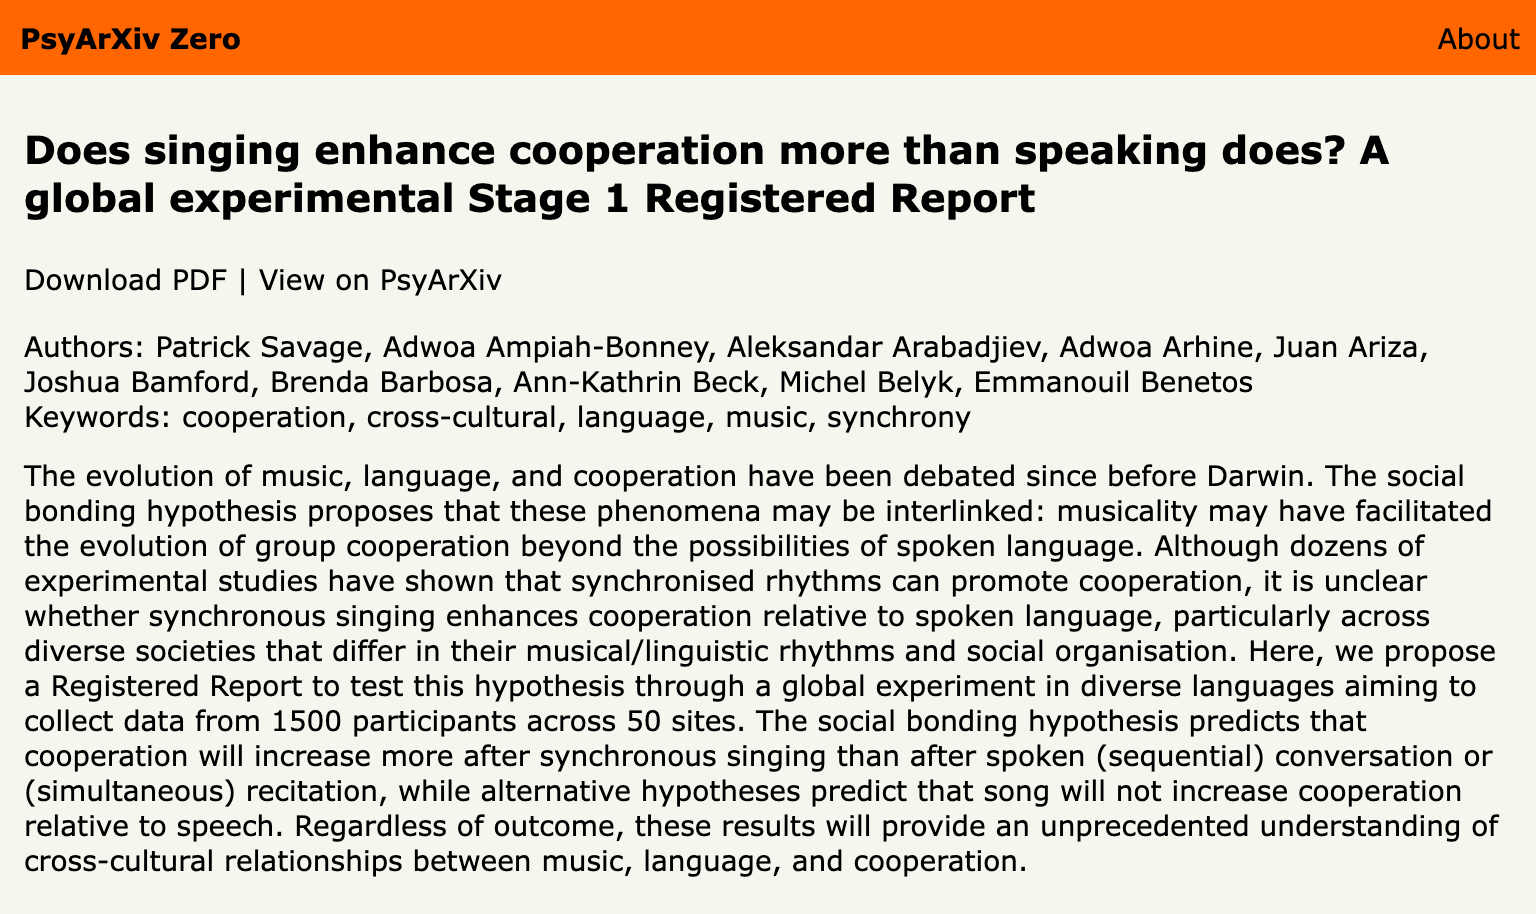 PsyArXiv Zero
About
Does singing enhance cooperation more than speaking does? A
global experimental Stage 1 Registered Report
Download PDF | View on PsyArXiv
Authors: Patrick Savage, Adwoa Ampiah-Bonney, Aleksandar Arabadjiev, Adwoa Arhine, Juan Ariza,
Joshua Bamford, Brenda Barbosa, Ann-Kathrin Beck, Michel Belyk, Emmanouil Benetos
Keywords: cooperation, cross-cultural, language, music, synchrony
The evolution of music, language, and cooperation have been debated since before Darwin. The social
bonding hypothesis proposes that these phenomena may be interlinked: musicality may have facilitated
the evolution of group cooperation beyond the possibilities of spoken language. Although dozens of
experimental studies have shown that synchronised rhythms can promote cooperation, it is unclear
whether synchronous singing enhances cooperation relative to spoken language, particularly across
diverse societies that differ in their musical/linguistic rhythms and social organisation. Here, we propose
a Registered Report to test this hypothesis through a global experiment in diverse languages aiming to
collect data from 1500 participants across 50 sites. The social bonding hypothesis predicts that
cooperation will increase more after synchronous singing than after spoken (sequential) conversation or
(simultaneous) recitation, while alternative hypotheses predict that song will not increase cooperation
relative to speech. Regardless of outcome, these results will provide an unprecedented understanding of
cross-cultural relationships between music, language, and cooperation.